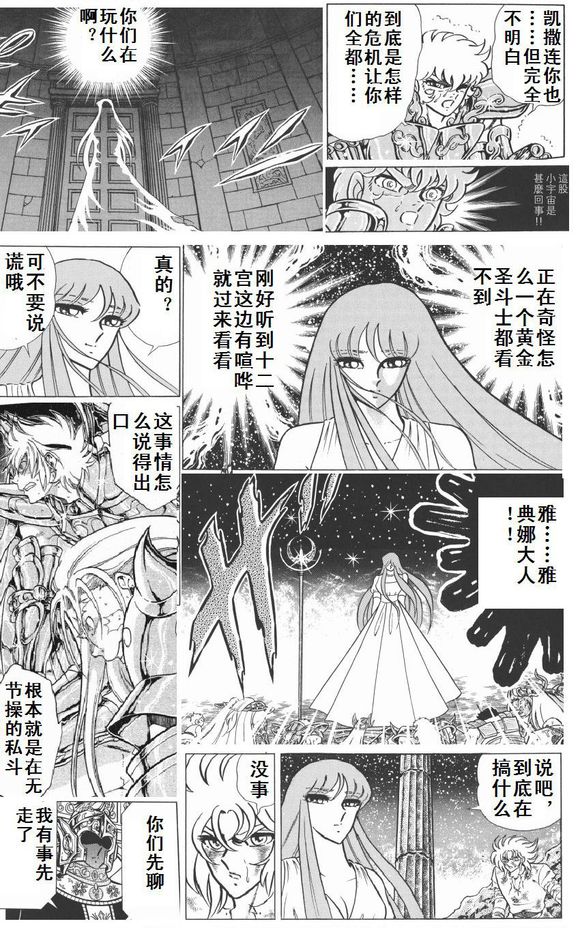 凯撒连你也
……但完全
不明白
到底是怎样
的危机让你
们全都……
你们在
玩什么
啊？
這股
小宇宙是
甚麼回事!!
正在奇怪怎
么一个黄金
圣斗士都看
不到
刚好听到十二
宫这边有喧哗
就过来看看
真的？
可不要说
谎哦
雅……雅
典娜大人
！！
这事情怎
么说得出
口
根本就是在无
节操的私斗
说吧，
到底在
搞什么
没事
你们先聊
我有事先
走了